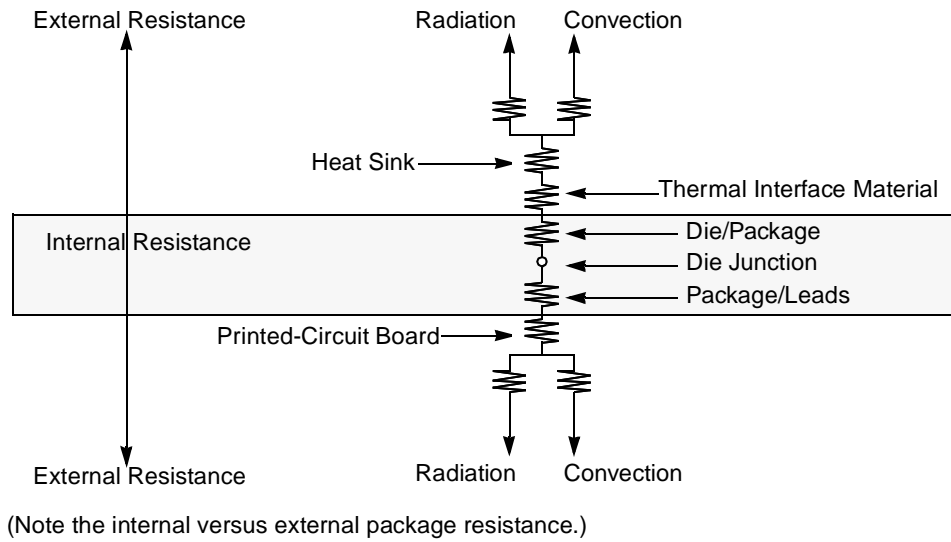 External Resistance
Radiation
Convection
Heat Sink
Thermal Interface Material
Internal Resistance
Die/Package
Die Junction
Package/Leads
Printed-Circuit Board
External Resistance
Radiation
Convection
(Note the internal versus external package resistance.)